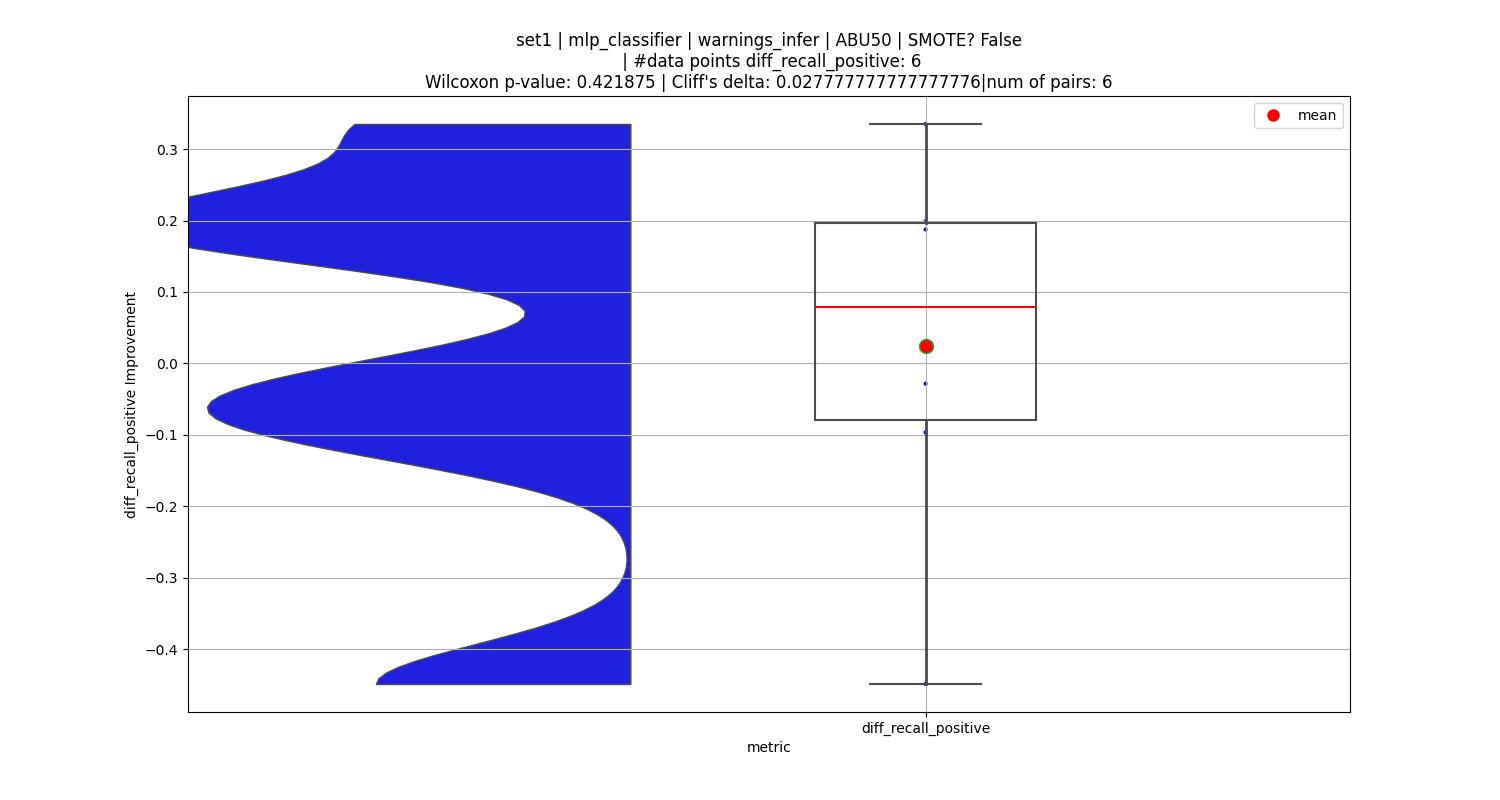 set1 | mlp_classifier | warnings_infer | ABU50 | SMOTE? False
| #data points diff_recall_positive: 6
Wilcoxon p-value: 0.421875 | Cliff's delta: 0.027777777777777776|num of pairs: 6
mean
0.3
0.2
0.1
0.0
−0.1
−0.2
−0.3
−0.4
diff_recall_positive Improvement
diff_recall_positive
metric